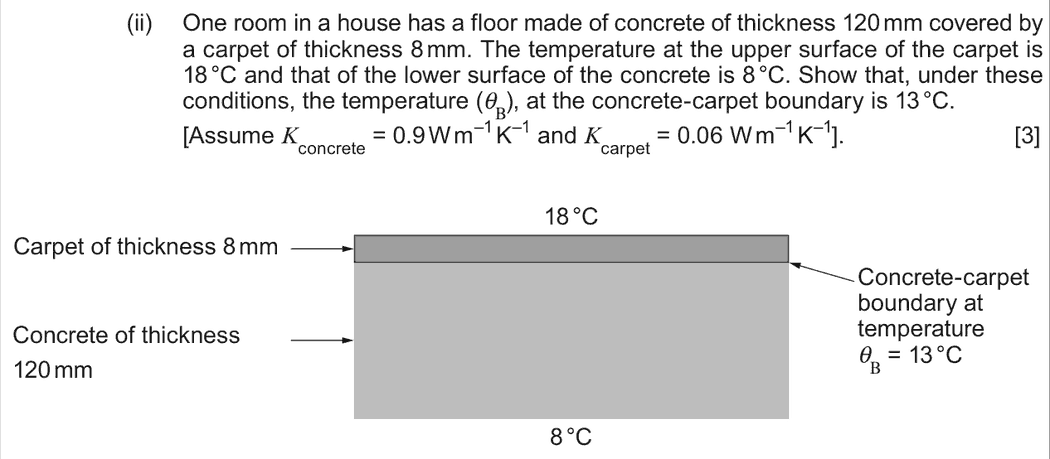 (ii) One room in a house has a floor made of concrete of thickness 120 mm covered by
a carpet of thickness 8 mm. The temperature at the upper surface of the carpet is
18 °C and that of the lower surface of the concrete is 8 °C. Show that, under these
conditions, the temperature (θ_B), at the concrete-carpet boundary is 13 °C.
[Assume K_concrete = 0.9 W m⁻¹ K⁻¹ and K_carpet = 0.06 W m⁻¹ K⁻¹]. [3]
18 °C
Carpet of thickness 8 mm
Concrete-carpet
boundary at
temperature
θ_B = 13 °C
Concrete of thickness
120 mm
8 °C